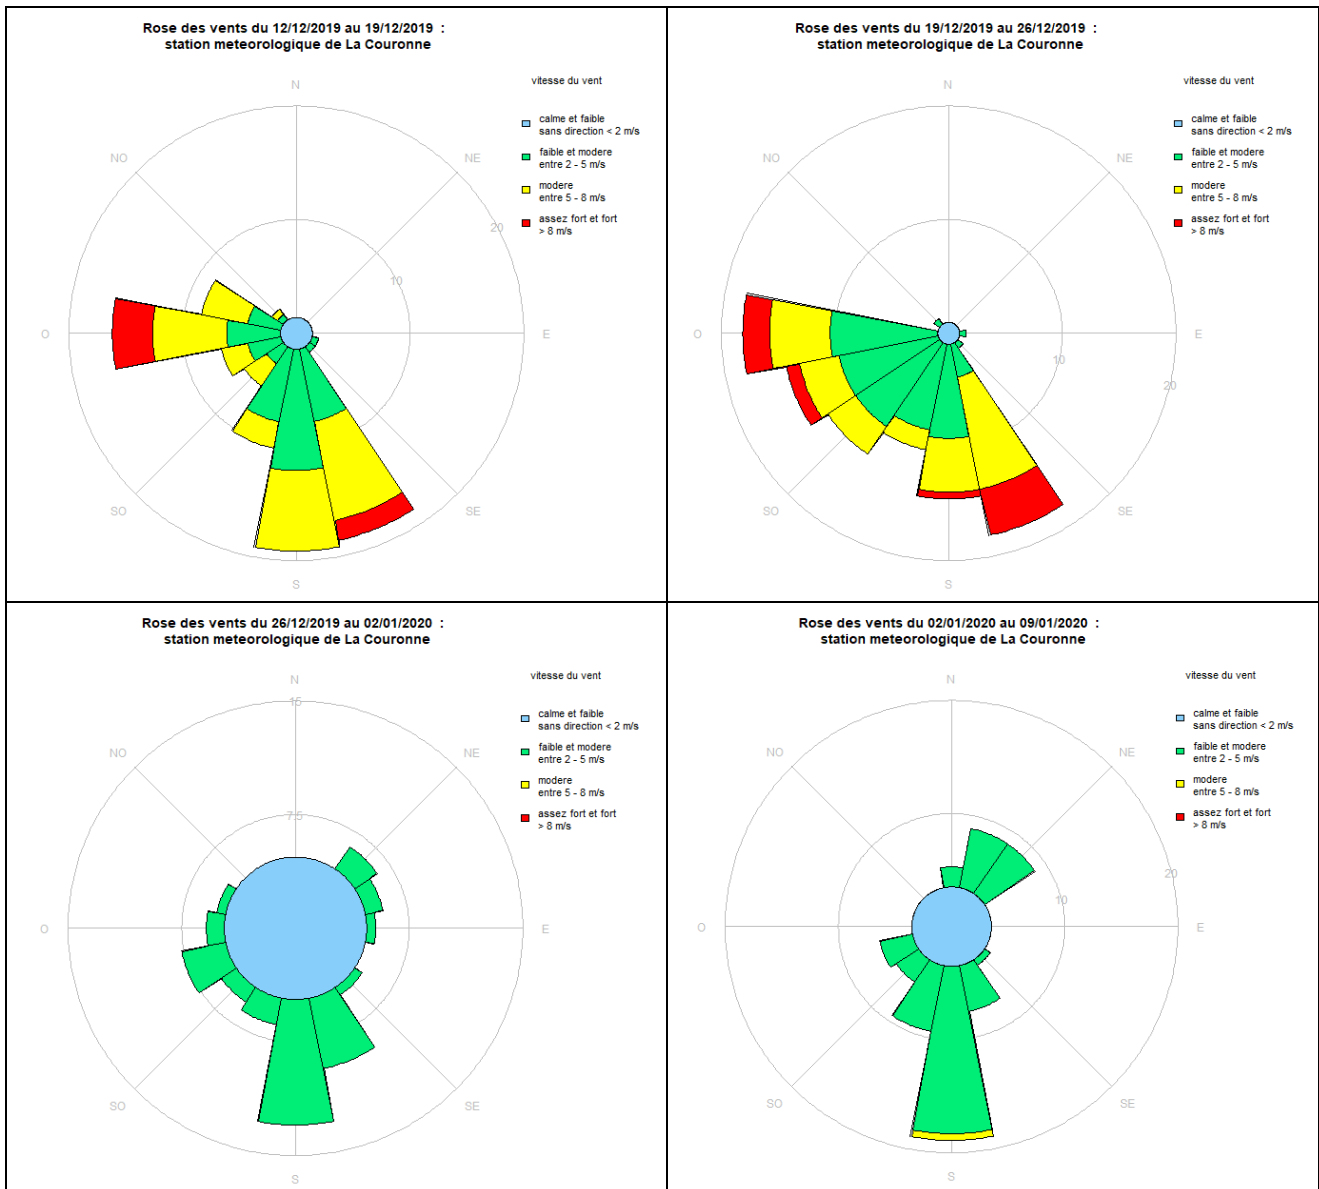 Rose des vents du 12/12/2019 au 19/12/2019 :
station meteorologique de La Couronne
vitesse du vent
N
calme et faible
sans direction < 2 m/s
NO
NE
faible et modere
entre 2 - 5 m/s
modere
entre 5 - 8 m/s
assez fort et fort
> 8 m/s
20
10
O
E
SO
SE
S
Rose des vents du 19/12/2019 au 26/12/2019 :
station meteorologique de La Couronne
vitesse du vent
N
calme et faible
sans direction < 2 m/s
NO
NE
faible et modere
entre 2 - 5 m/s
modere
entre 5 - 8 m/s
assez fort et fort
> 8 m/s
O
E
10
20
SO
SE
S
Rose des vents du 26/12/2019 au 02/01/2020 :
station meteorologique de La Couronne
vitesse du vent
N
15
calme et faible
sans direction < 2 m/s
NO
NE
faible et modere
entre 2 - 5 m/s
modere
entre 5 - 8 m/s
assez fort et fort
> 8 m/s
7.5
O
E
SO
SE
S
Rose des vents du 02/01/2020 au 09/01/2020 :
station meteorologique de La Couronne
vitesse du vent
N
calme et faible
sans direction < 2 m/s
NO
NE
faible et modere
entre 2 - 5 m/s
modere
entre 5 - 8 m/s
assez fort et fort
> 8 m/s
20
10
O
E
SO
SE
S